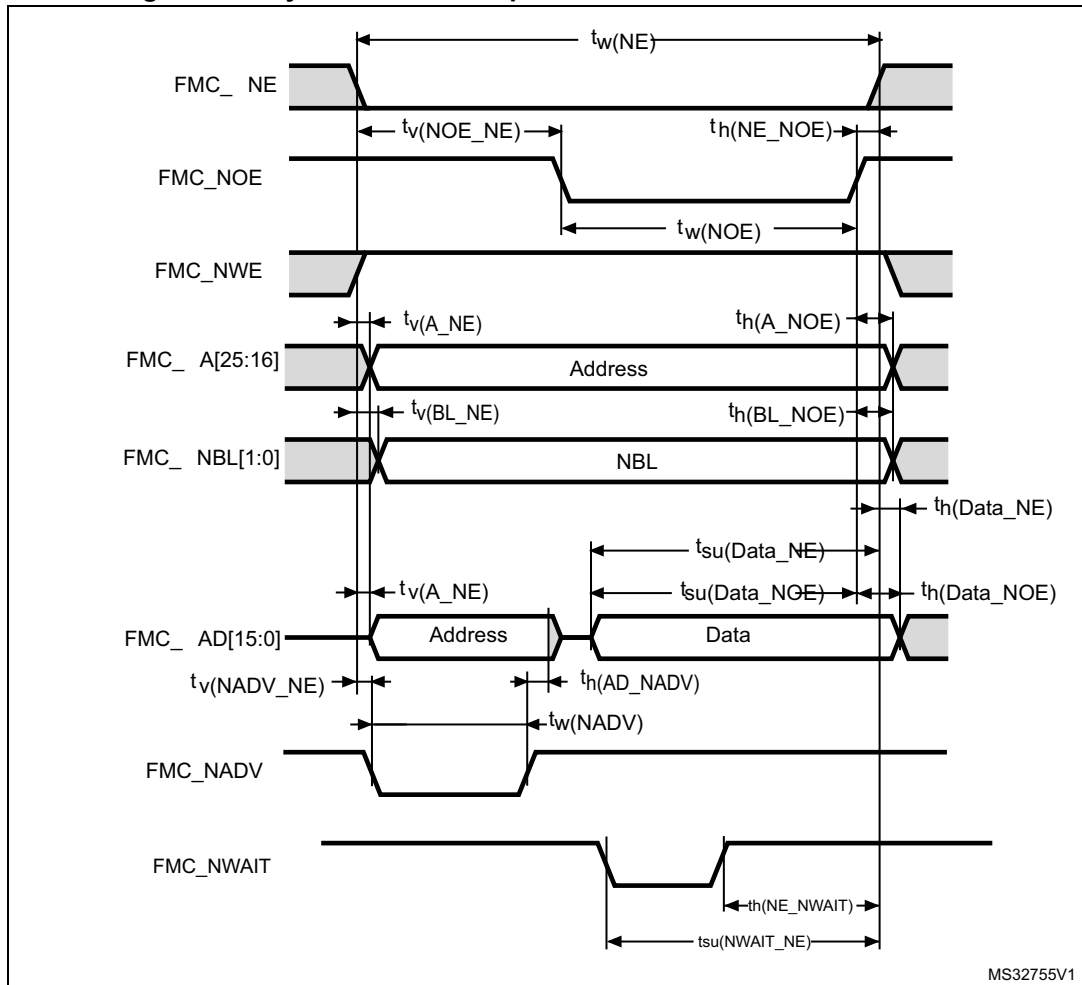 tw(NE)
FMC_ NE
tv(NOE_NE)
th(NE_NOE)
FMC_NOE
tw(NOE)
FMC_NWE
tv(A_NE)
th(A_NOE)
FMC_ A[25:16]
Address
tv(BL_NE)
th(BL_NOE)
FMC_ NBL[1:0]
NBL
th(Data_NE)
tsu(Data_NE)
tv(A_NE)
tsu(Data_NOE)
th(Data_NOE)
FMC_ AD[15:0]
Address
Data
tv(NADV_NE)
th(AD_NADV)
tw(NADV)
FMC_NADV
FMC_NWAIT
th(NE_NWAIT)
tsu(NWAIT_NE)
MS32755V1